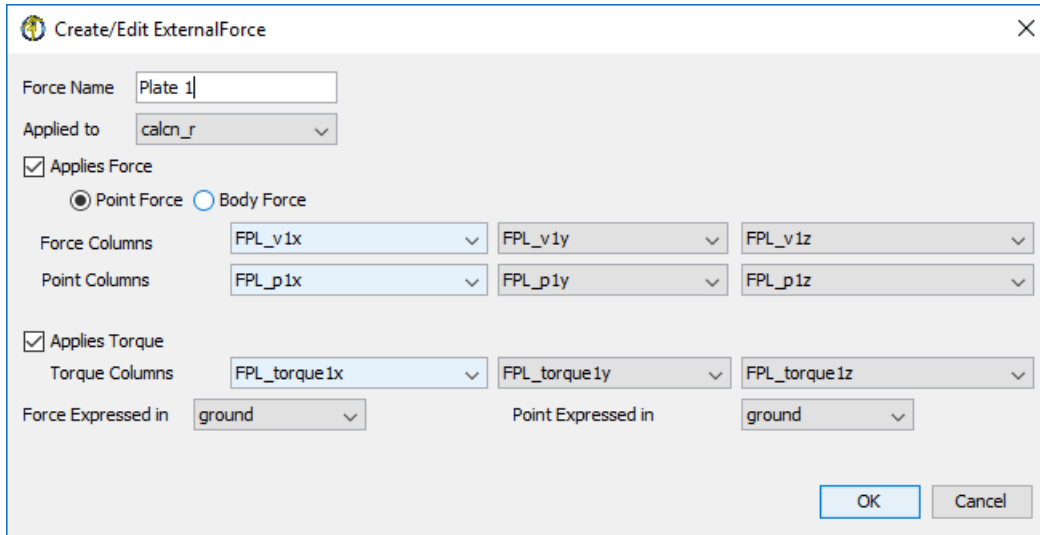 Create/Edit ExternalForce
Force Name Plate 1
Applied to calcn_r
Applies Force
Point Force Body Force
Force Columns FPL_v1x FPL_v1y FPL_v1z
Point Columns FPL_p1x FPL_p1y FPL_p1z
Applies Torque
Torque Columns FPL_torque1x FPL_torque1y FPL_torque1z
Force Expressed in ground Point Expressed in ground
OK Cancel